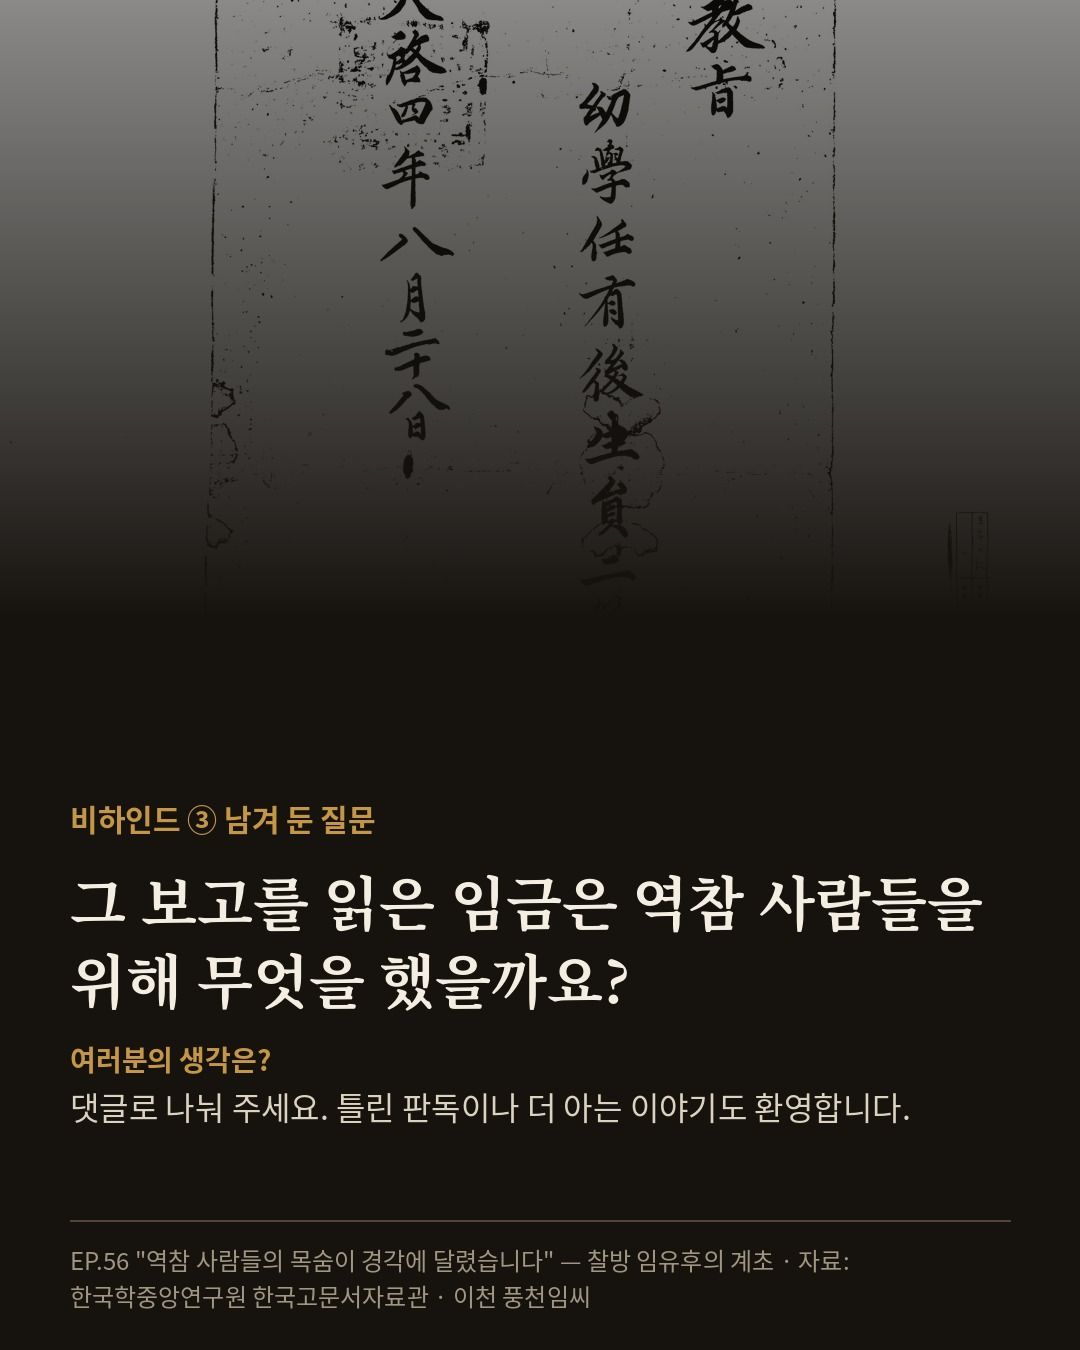 教旨
幼學任有後生員三
啓四年八月二十八日
비하인드 ③ 남겨 둔 질문
그 보고를 읽은 임금은 역참 사람들을
위해 무엇을 했을까요?
여러분의 생각은?
댓글로 나눠 주세요. 틀린 판독이나 더 아는 이야기도 환영합니다.
EP.56 "역참 사람들의 목숨이 경각에 달렸습니다" — 찰방 임유후의 계초 · 자료:
한국학중앙연구원 한국고문서자료관 · 이천 풍천임씨